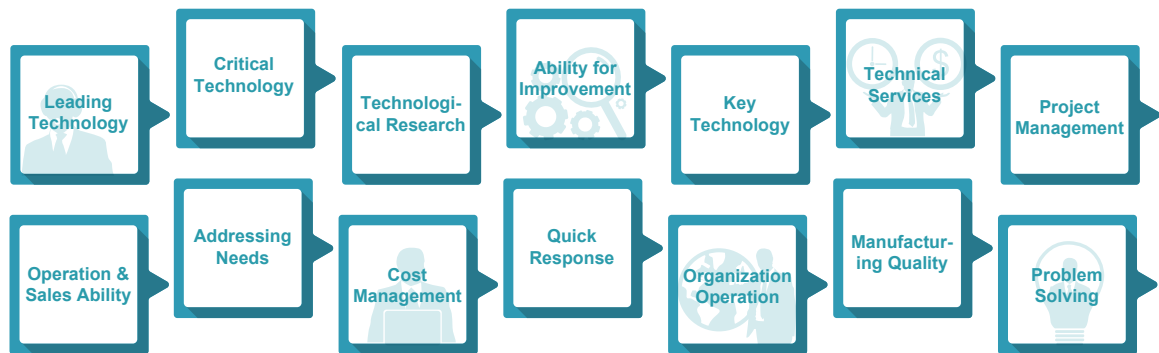 Leading
Technology
Critical
Technology
Technologi-
cal Research
Ability for
Improvement
Key
Technology
Technical
Services
Project
Management
Operation &
Sales Ability
Addressing
Needs
Cost
Management
Quick
Response
Organization
Operation
Manufactur-
ing Quality
Problem
Solving